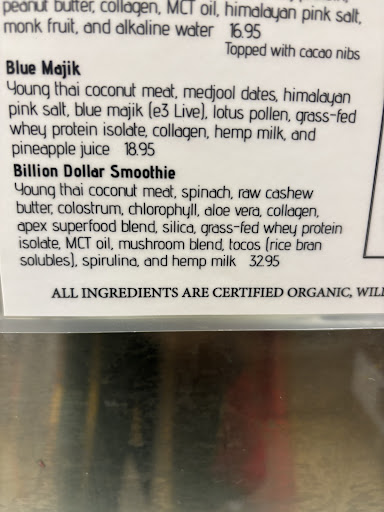 peanut butter, collagen, MCT oil, himalayan pink salt,
monk fruit, and alkaline water 16.95
Topped with cacao nibs
Blue Majik
Young thai coconut meat, medjool dates, himalayan
pink salt, blue majik (e3 Live), lotus pollen, grass-fed
whey protein isolate, collagen, hemp milk, and
pineapple juice 18.95
Billion Dollar Smoothie
Young thai coconut meat, spinach, raw cashew
butter, colostrum, chlorophyll, aloe vera, collagen,
apex superfood blend, silica, grass-fed whey protein
isolate, MCT oil, mushroom blend, tocos (rice bran
solubles), spirulina, and hemp milk 32.95
ALL INGREDIENTS ARE CERTIFIED ORGANIC, WIL